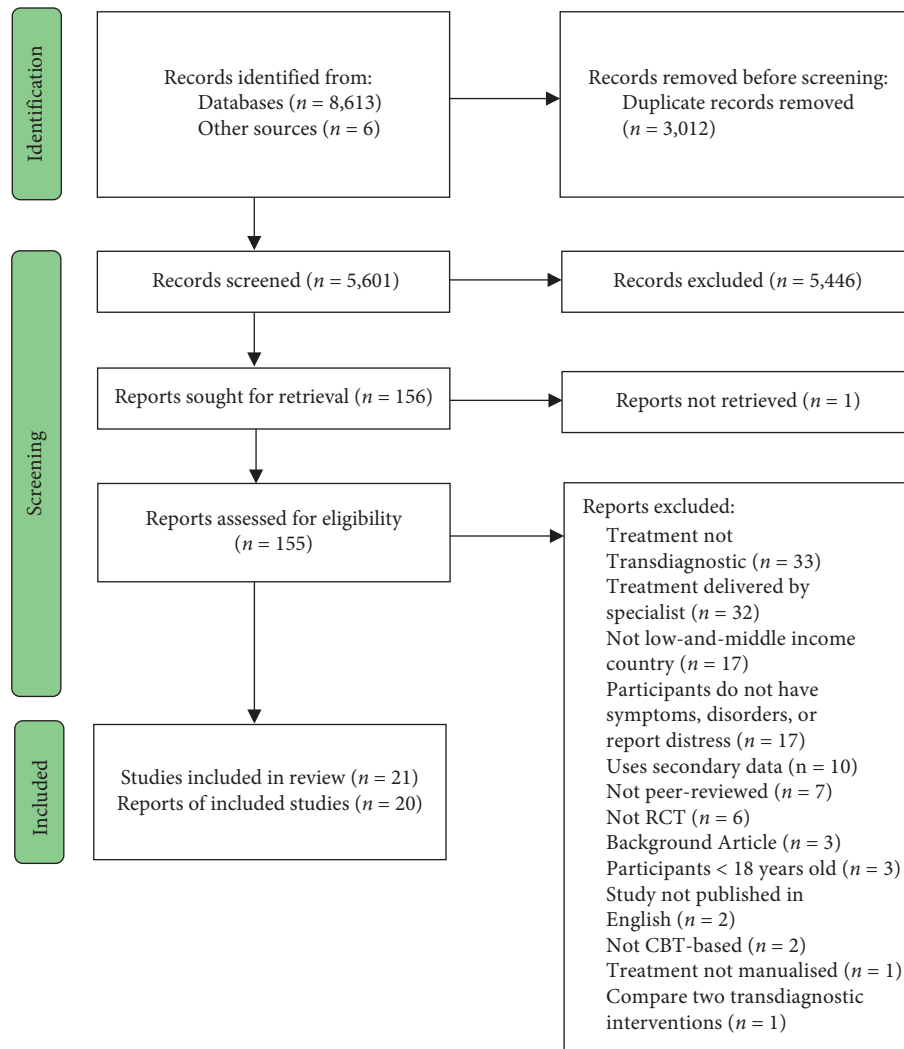 Identification
Records identified from:
Databases (n = 8,613)
Other sources (n = 6)
Records removed before screening:
Duplicate records removed
(n = 3,012)
Screening
Records screened (n = 5,601)
Records excluded (n = 5,446)
Reports sought for retrieval (n = 156)
Reports not retrieved (n = 1)
Reports assessed for eligibility
(n = 155)
Reports excluded:
Treatment not
Transdiagnostic (n = 33)
Treatment delivered by
specialist (n = 32)
Not low-and-middle income
country (n = 17)
Participants do not have
symptoms, disorders, or
report distress (n = 17)
Uses secondary data (n = 10)
Not peer-reviewed (n = 7)
Not RCT (n = 6)
Background Article (n = 3)
Participants < 18 years old (n = 3)
Study not published in
English (n = 2)
Not CBT-based (n = 2)
Treatment not manualised (n = 1)
Compare two transdiagnostic
interventions (n = 1)
Included
Studies included in review (n = 21)
Reports of included studies (n = 20)